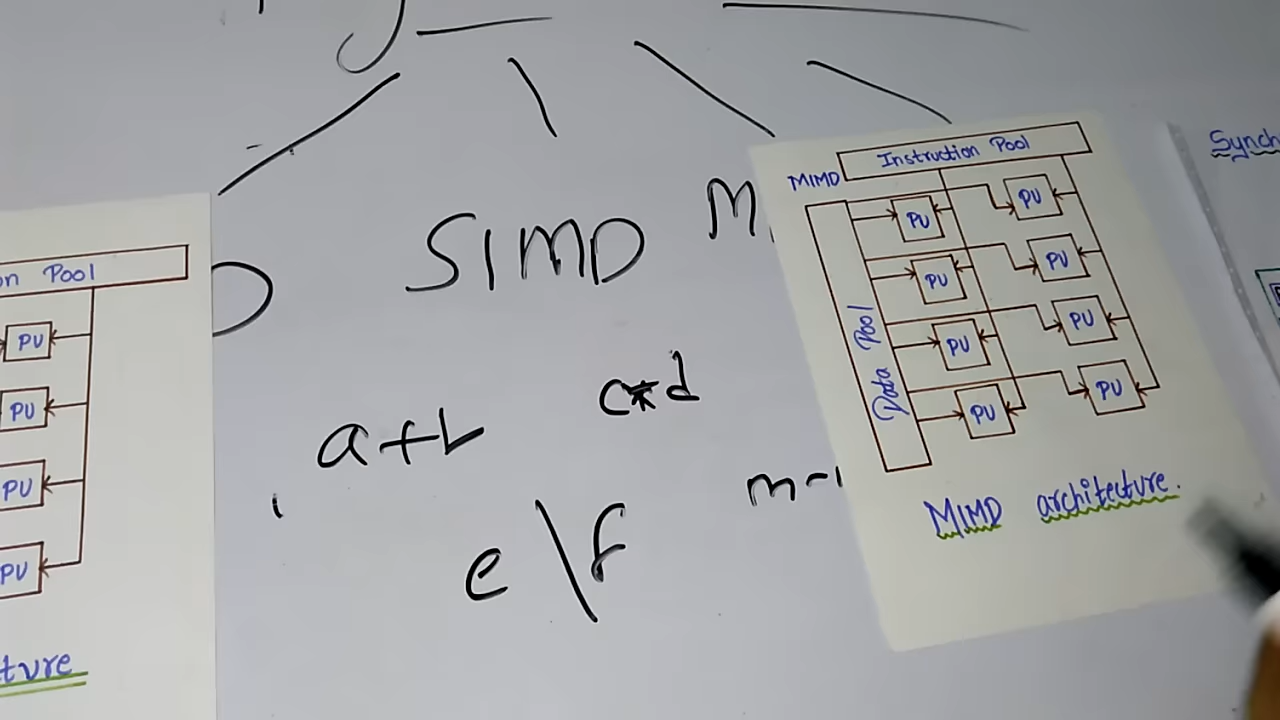 on Pool
PU
PU
PU
PU
ture
SIMD
a+b
c*d
e\f
m-
MIMD
Instruction Pool
Data Pool
PU
PU
PU
PU
PU
PU
PU
PU
MIMD architecture.
Synch